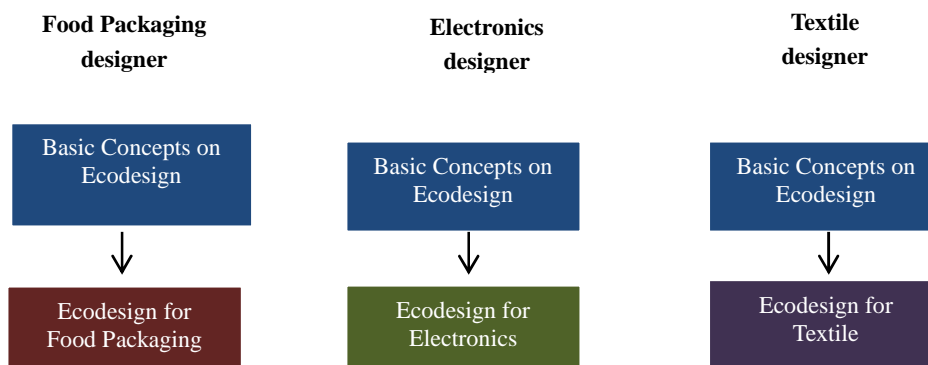 Food Packaging
designer
Electronics
designer
Textile
designer
Basic Concepts on
Ecodesign
Basic Concepts on
Ecodesign
Basic Concepts on
Ecodesign
Ecodesign for
Food Packaging
Ecodesign for
Electronics
Ecodesign for
Textile